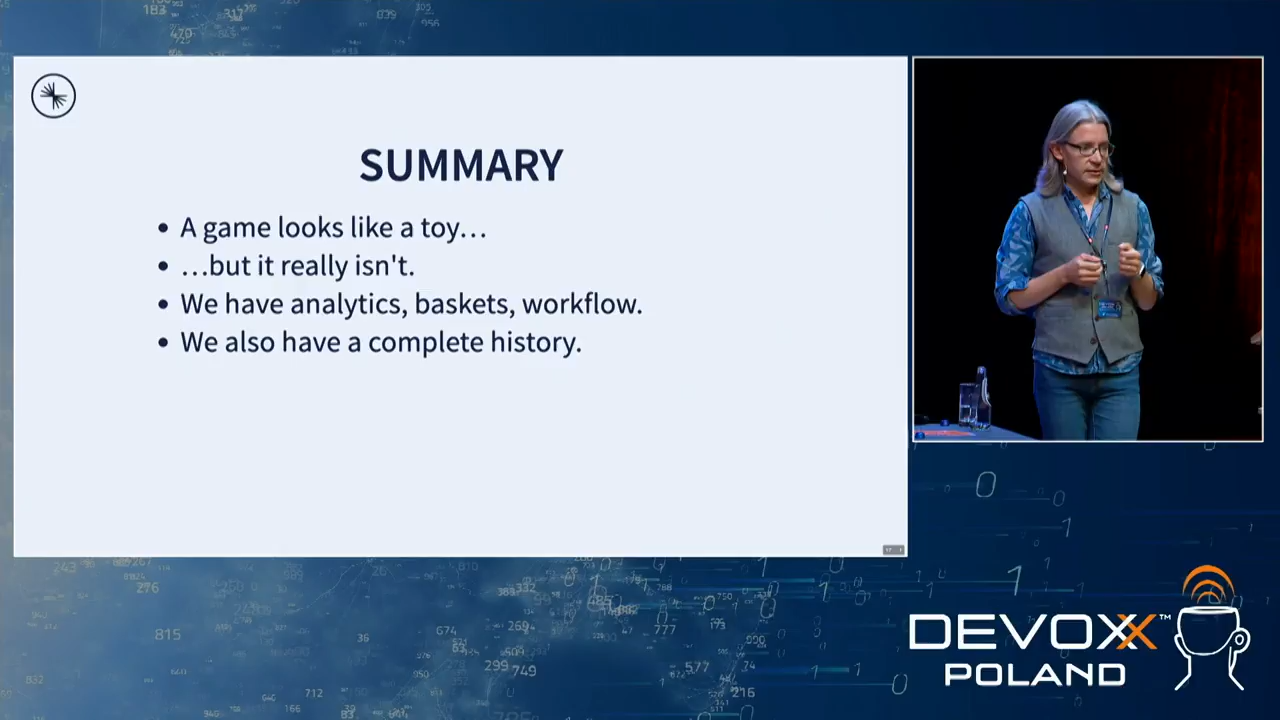 SUMMARY
• A game looks like a toy…
• …but it really isn't.
• We have analytics, baskets, workflow.
• We also have a complete history.
DEVOXX™
POLAND